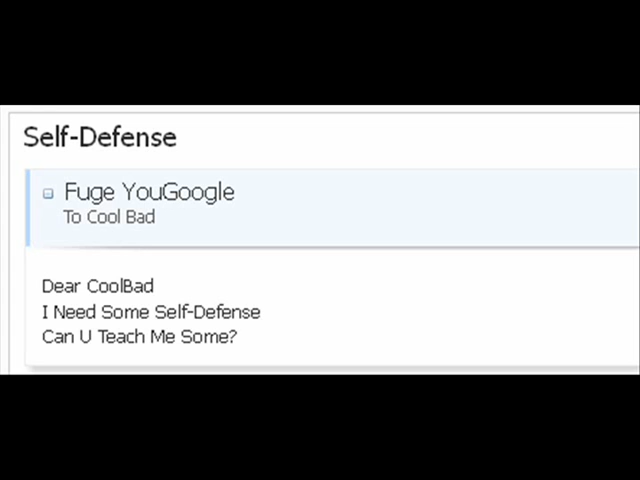 Self-Defense
Fuge YouGoogle
To Cool Bad
Dear CoolBad
I Need Some Self-Defense
Can U Teach Me Some?